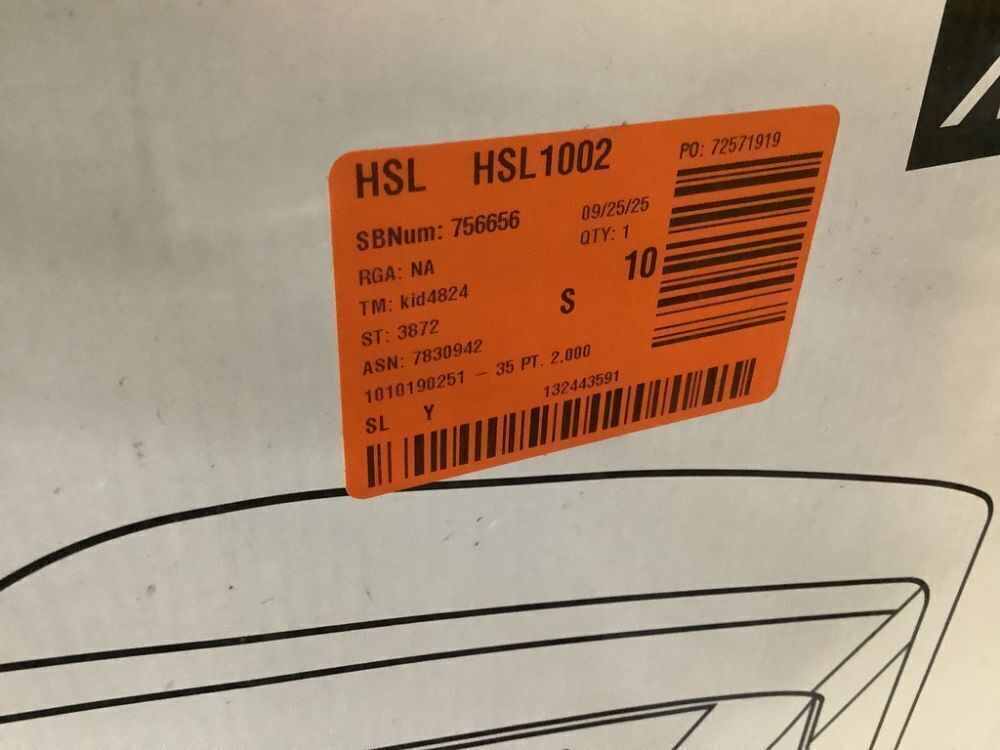 HSL HSL1002 PO: 72571919
SBNum: 756656 09/25/25
RGA: NA QTY: 1
TM: kid4824 S 10
ST: 3872
ASN: 7830942
1010190251 – 35 PT. 2,000
SL Y 132443591